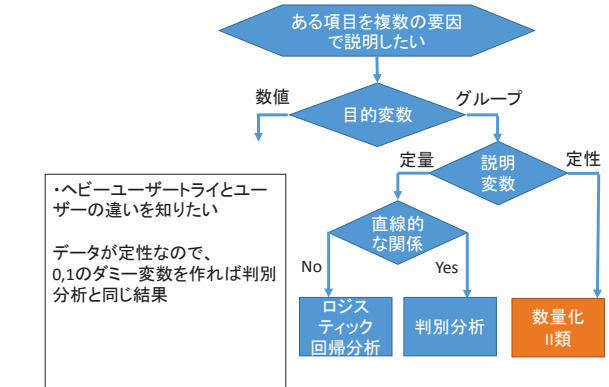 ある項目を複数の要因
で説明したい
数値
グループ
目的変数
定量
説明
変数
定性
・ヘビーユーザートライとユー
ザーの違いを知りたい
データが定性なので、
0,1のダミー変数を作れば判別
分析と同じ結果
直線的
な関係
No
Yes
ロジス
ティック
回帰分析
判別分析
数量化
II類